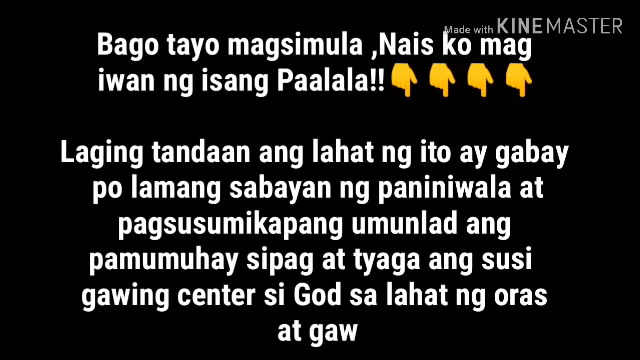 Made with KINEMASTER
Bago tayo magsimula ,Nais ko mag
iwan ng isang Paalala!!👇👇👇👇
Laging tandaan ang lahat ng ito ay gabay
po lamang sabayan ng paniniwala at
pagsusumikapang umunlad ang
pamumuhay sipag at tyaga ang susi
gawing center si God sa lahat ng oras
at gaw